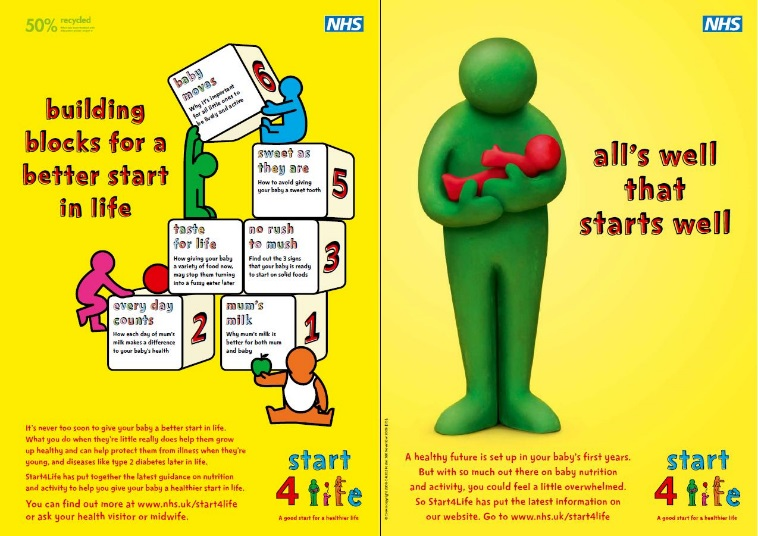 50% recycled
NHS
building
blocks for a
better start
in life
baby
moves
Why it's important
for all little ones to
be busy and active
6
sweet as
they are
How to avoid giving
your baby a sweet tooth
5
taste
for life
How giving your baby
a variety of food now,
may stop them turning
into a fussy eater later
no rush
to mush
Find out the 3 signs
that your baby is ready
to start on solid foods
3
every day
counts
How each day of mum's
milk makes a difference
to your baby's health
2
mum's
milk
Why mum's milk is
better for both mum
and baby
1
It's never too soon to give your baby a better start in life.
What you do when they're little really does help them grow
up healthy and can help protect them from illness when they're
young, and diseases like type 2 diabetes later in life.
Start4Life has put together the latest guidance on nutrition
and activity to help you give your baby a healthier start in life.
You can find out more at www.nhs.uk/start4life
or ask your health visitor or midwife.
start
4 life
A good start for a healthier life
NHS
all's well
that
starts well
A healthy future is set up in your baby's first years.
But with so much out there on baby nutrition
and activity, you could feel a little overwhelmed.
So Start4Life has put the latest information on
our website. Go to www.nhs.uk/start4life
start
4 life
A good start for a healthier life